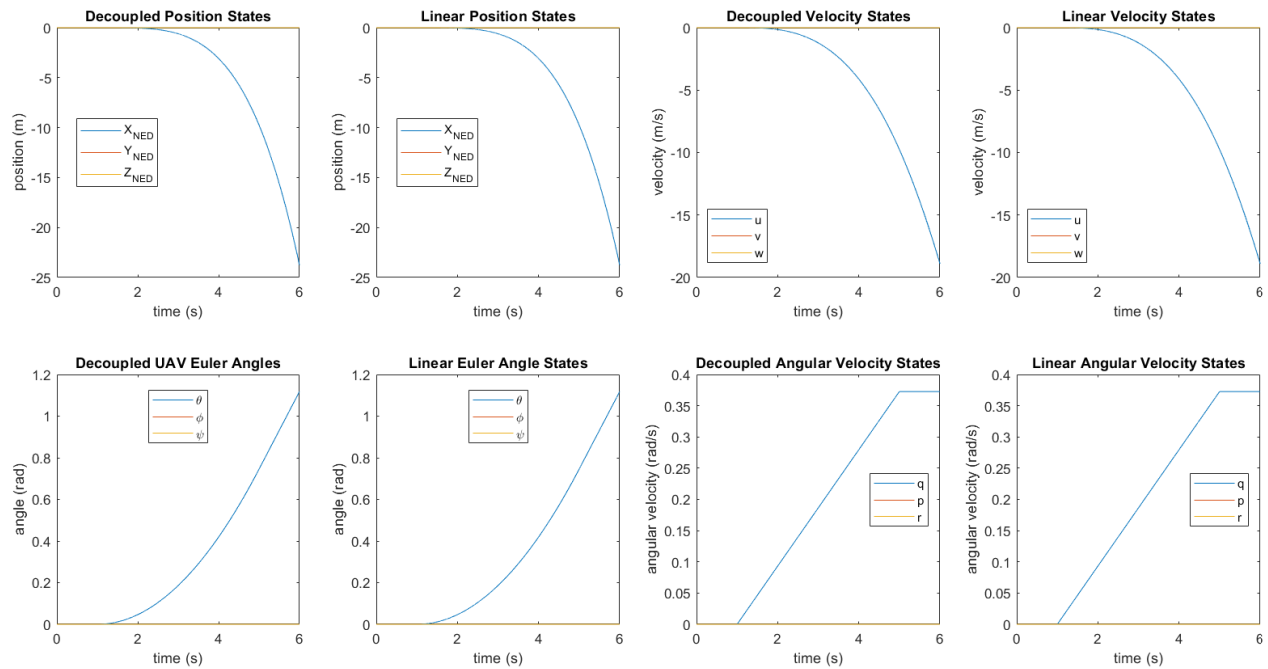 Decoupled Position States
0
-5
-10
-15
-20
-25
position (m)
X_NED
Y_NED
Z_NED
0 2 4 6
time (s)
Linear Position States
0
-5
-10
-15
-20
-25
position (m)
X_NED
Y_NED
Z_NED
0 2 4 6
time (s)
Decoupled Velocity States
0
-5
-10
-15
-20
velocity (m/s)
u
v
w
0 2 4 6
time (s)
Linear Velocity States
0
-5
-10
-15
-20
velocity (m/s)
u
v
w
0 2 4 6
time (s)
Decoupled UAV Euler Angles
1.2
1
0.8
0.6
0.4
0.2
0
angle (rad)
θ
ϕ
ψ
0 2 4 6
time (s)
Linear Euler Angle States
1.2
1
0.8
0.6
0.4
0.2
0
angle (rad)
θ
ϕ
ψ
0 2 4 6
time (s)
Decoupled Angular Velocity States
0.4
0.35
0.3
0.25
0.2
0.15
0.1
0.05
0
angular velocity (rad/s)
q
p
r
0 2 4 6
time (s)
Linear Angular Velocity States
0.4
0.35
0.3
0.25
0.2
0.15
0.1
0.05
0
angular velocity (rad/s)
q
p
r
0 2 4 6
time (s)